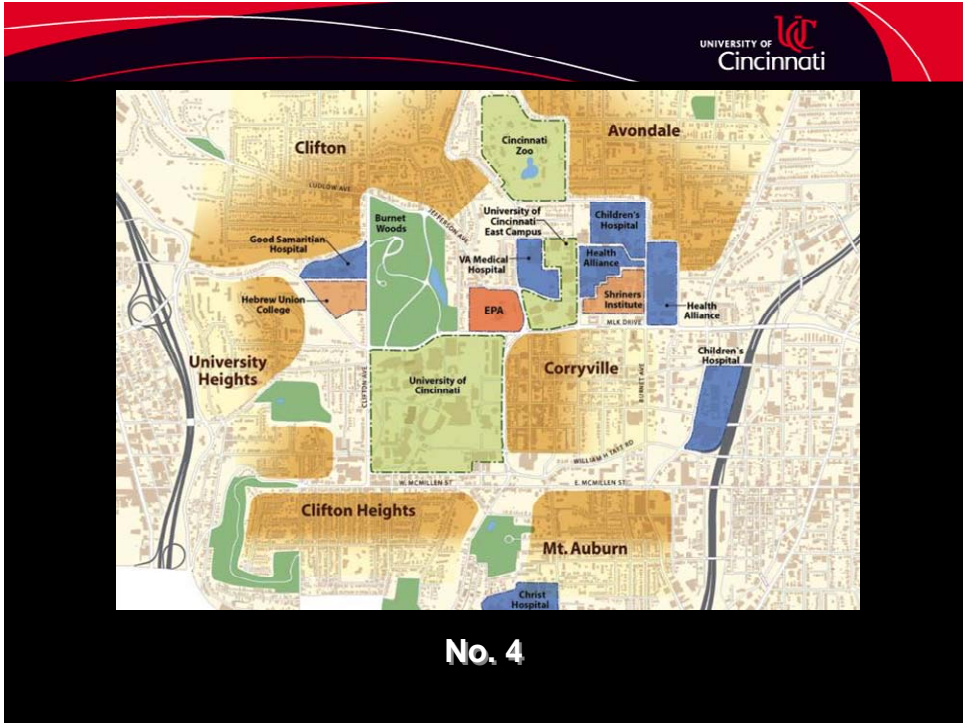 UNIVERSITY OF
Cincinnati
Cincinnati
Zoo
Avondale
Clifton
LUDLOW AVE
JEFFERSON AVE
Burnet
Woods
University of
Cincinnati
East Campus
Children's
Hospital
Good Samaritian
Hospital
VA Medical
Hospital
Health
Alliance
Hebrew Union
College
Shriners
Institute
Health
Alliance
EPA
MLK DRIVE
University
Heights
CLIFTON AVE
University of
Cincinnati
Corryville
BURNET AVE
Children's
Hospital
WILLIAM H TAFT RD
W. MCMILLEN ST
E. MCMILLEN ST
Clifton Heights
Mt. Auburn
Christ
Hospital
No. 4